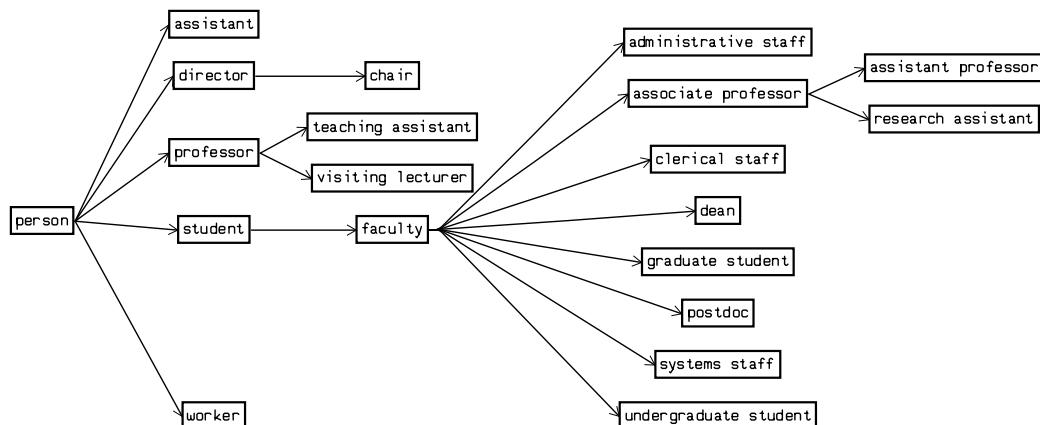 assistant
director
chair
professor
teaching assistant
visiting lecturer
person
student
faculty
worker
administrative staff
associate professor
assistant professor
research assistant
clerical staff
dean
graduate student
postdoc
systems staff
undergraduate student